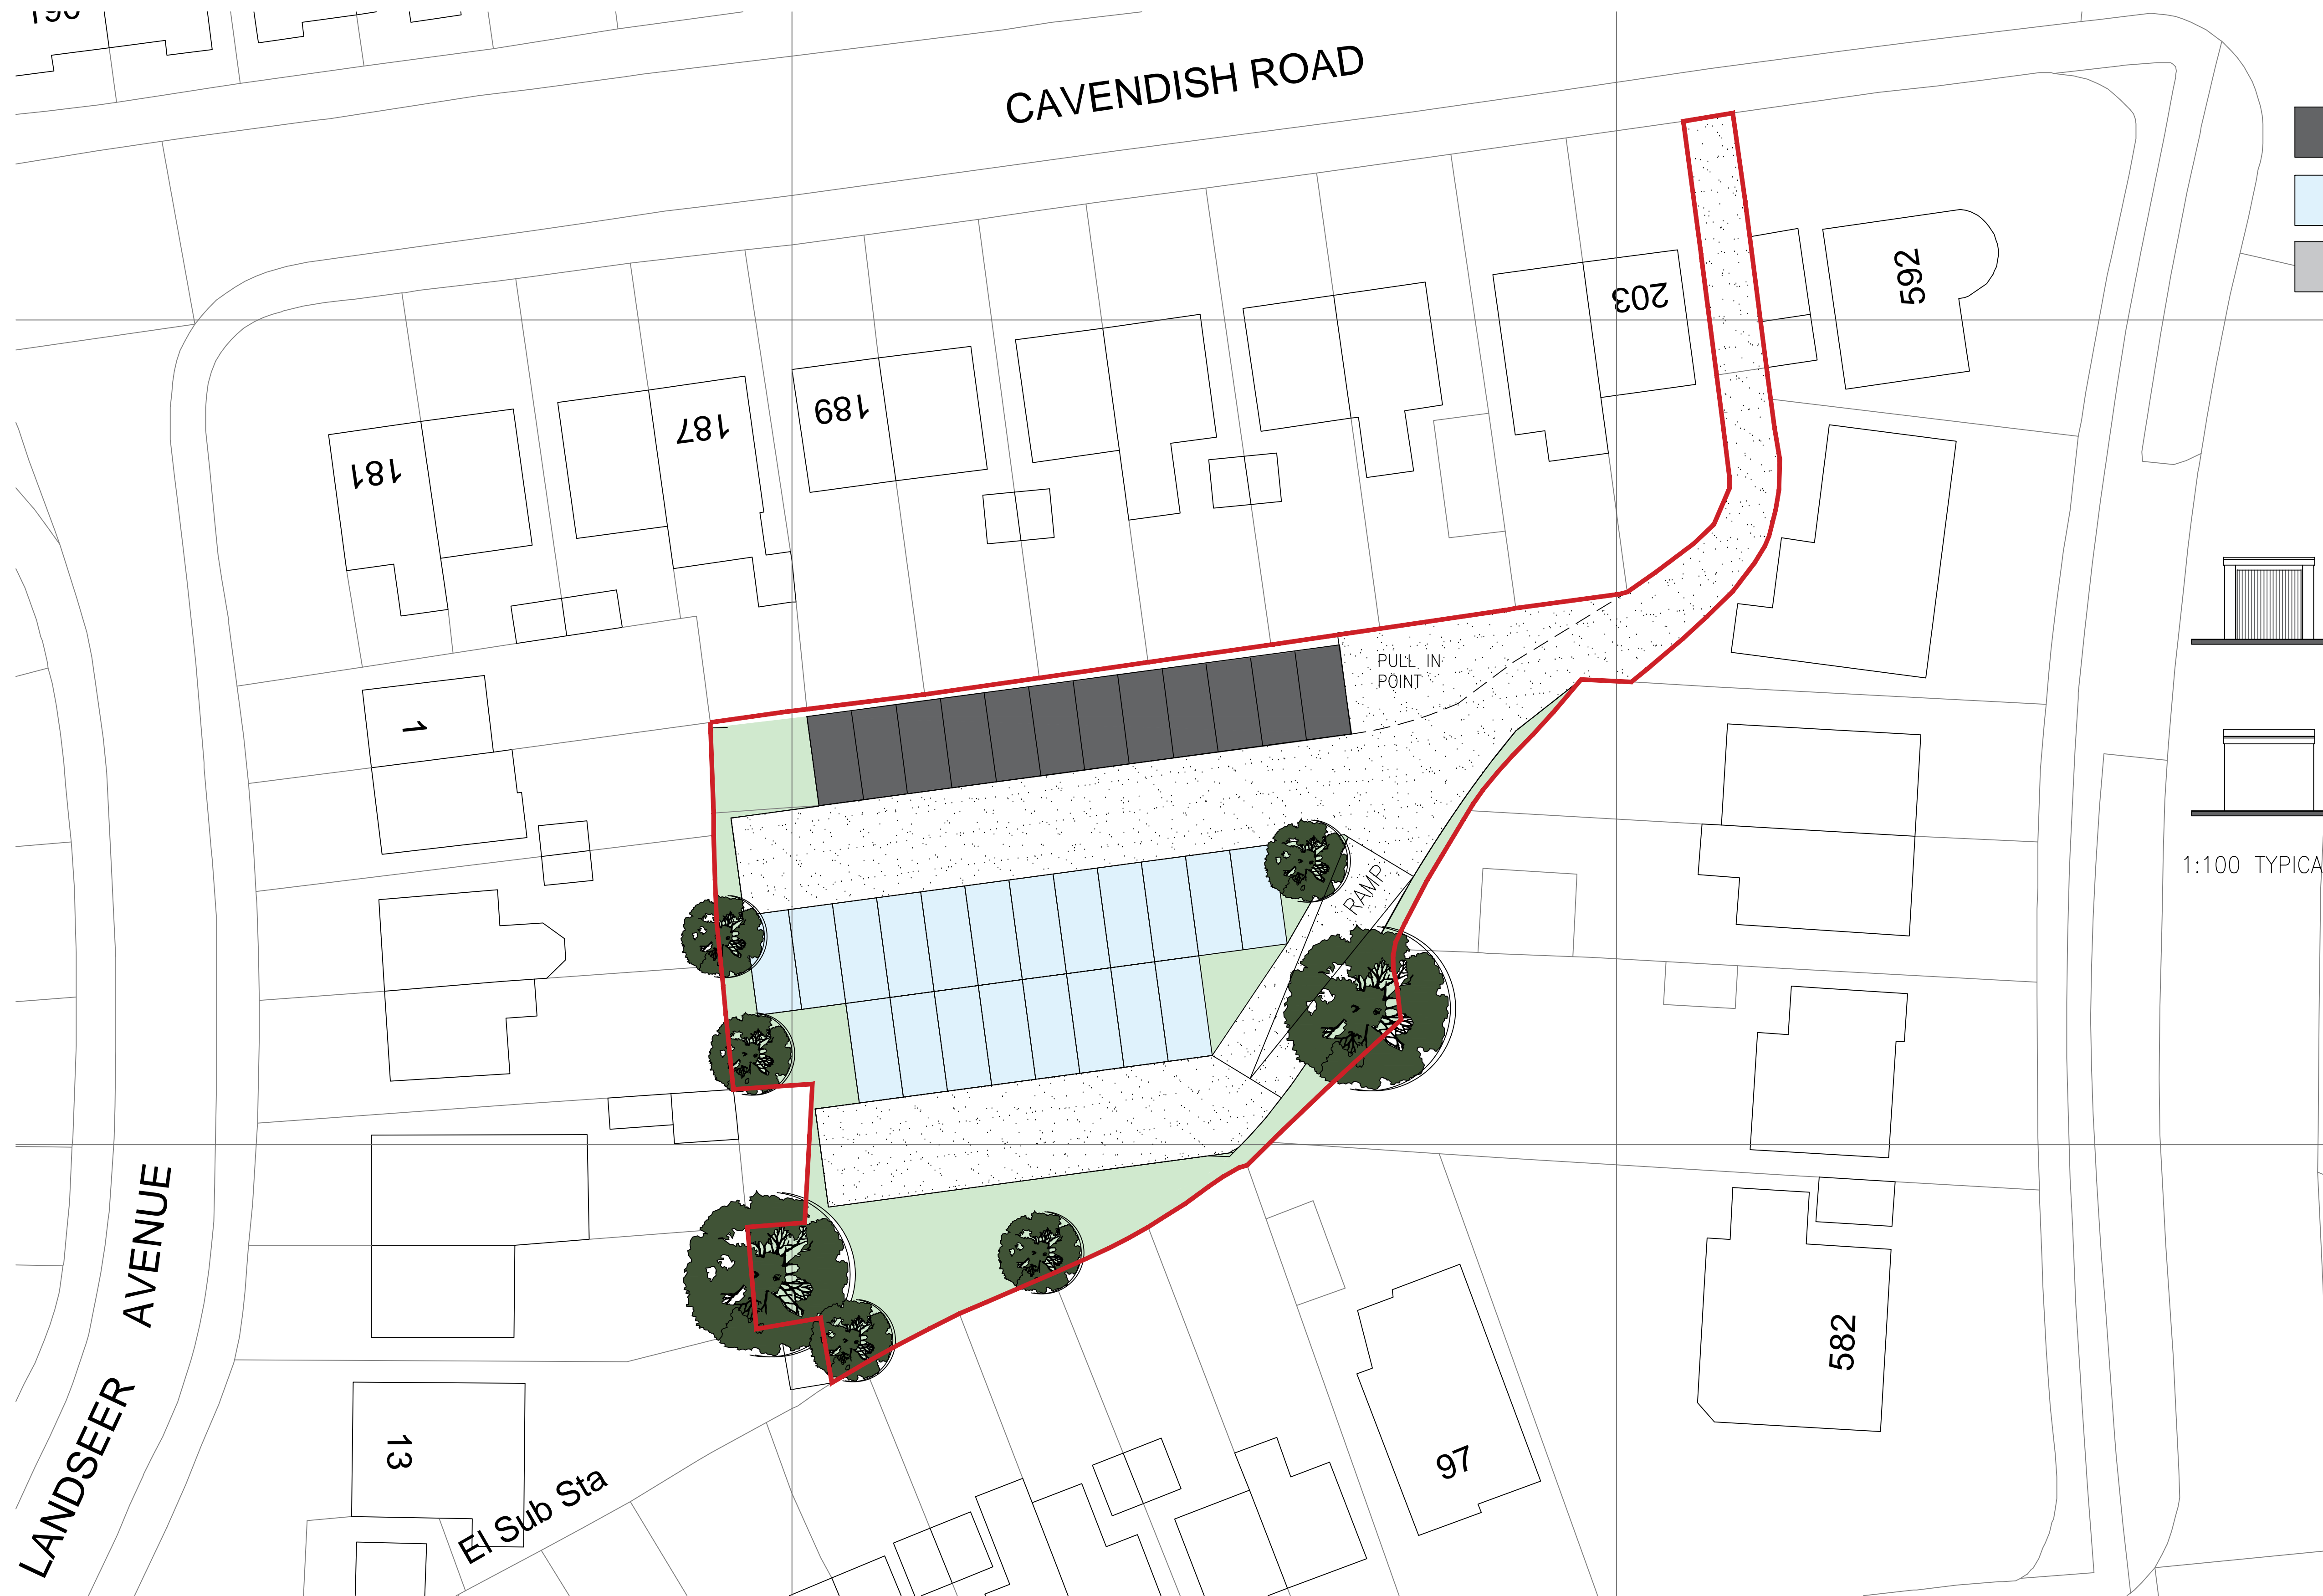 190
CAVENDISH ROAD
592
203
189
187
181
PULL IN
POINT
1
RAMP
1:100 TYPICA
LANDSEER AVENUE
582
13
97
El Sub Sta